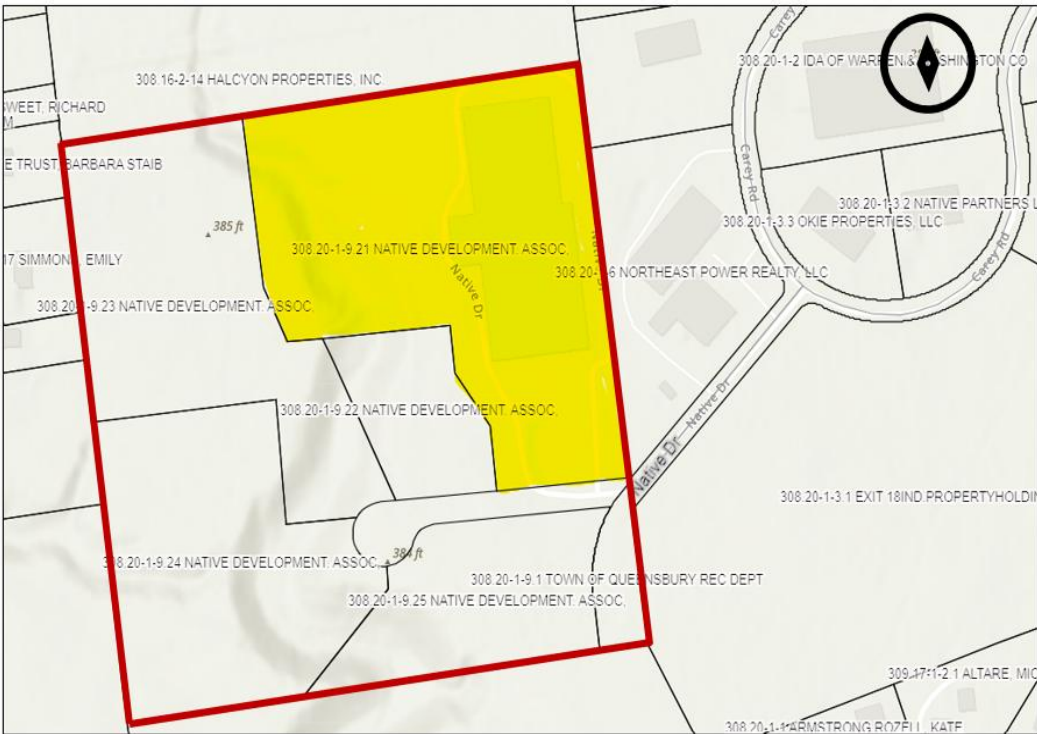 Carey
308.20-1-2 IDA OF WARREN & WASHINGTON CO
308.16-2-14 HALCYON PROPERTIES, INC
SWEET, RICHARD
M
E TRUST, BARBARA STAIB
Carey Rd
308.20-1-3.2 NATIVE PARTNERS L
308.20-1-3.3 OKIE PROPERTIES, LLC
385 ft
308.20-1-9.21 NATIVE DEVELOPMENT. ASSOC,
17 SIMMONS, EMILY
Native Dr
308.20-1-6 NORTHEAST POWER REALTY, LLC
Carey Rd
Native Dr
308.20-1-9.23 NATIVE DEVELOPMENT. ASSOC,
308.20-1-9.22 NATIVE DEVELOPMENT. ASSOC,
Native Dr
Native Dr
308.20-1-3.1 EXIT 18IND.PROPERTYHOLDIN
384 ft
308.20-1-9.24 NATIVE DEVELOPMENT. ASSOC,
308.20-1-9.1 TOWN OF QUEENSBURY REC DEPT
308.20-1-9.25 NATIVE DEVELOPMENT. ASSOC,
309.17-1-2.1 ALTARE, MIC
308.20-1-1 ARMSTRONG ROZELL, KATE